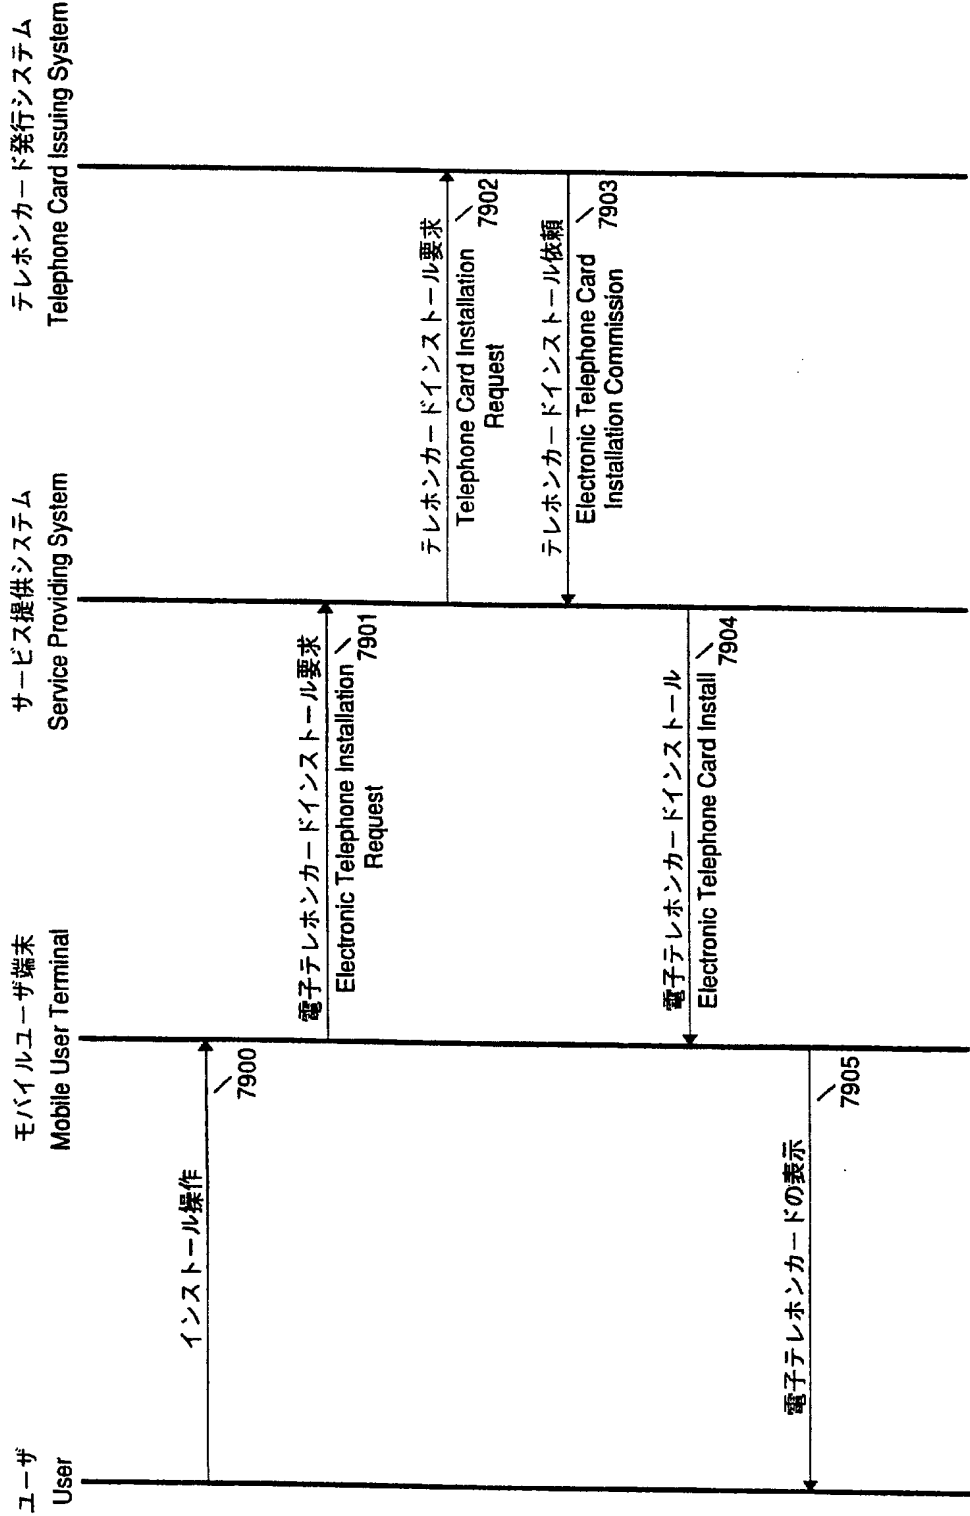 ユーザ
User
モバイルユーザ端末
Mobile User Terminal
サービス提供システム
Service Providing System
テレホンカード発行システム
Telephone Card Issuing System
インストール操作
7900
電子テレホンカードインストール要求
Electronic Telephone Installation
Request
7901
テレホンカードインストール要求
Telephone Card Installation
Request
7902
テレホンカードインストール依頼
Electronic Telephone Card
Installation Commission
7903
電子テレホンカードインストール
Electronic Telephone Card Install
7904
電子テレホンカードの表示
7905